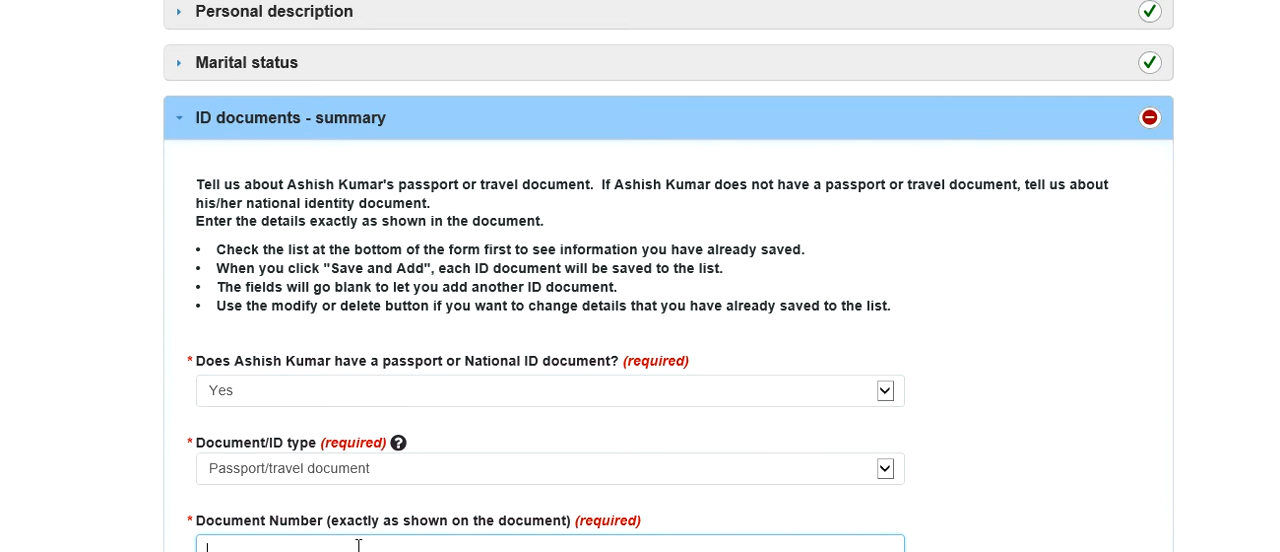 Personal description
Marital status
ID documents - summary
Tell us about Ashish Kumar's passport or travel document.  If Ashish Kumar does not have a passport or travel document, tell us about
his/her national identity document.
Enter the details exactly as shown in the document.
• Check the list at the bottom of the form first to see information you have already saved.
• When you click "Save and Add", each ID document will be saved to the list.
• The fields will go blank to let you add another ID document.
• Use the modify or delete button if you want to change details that you have already saved to the list.
* Does Ashish Kumar have a passport or National ID document? (required)
Yes
* Document/ID type (required) ?
Passport/travel document
* Document Number (exactly as shown on the document) (required)